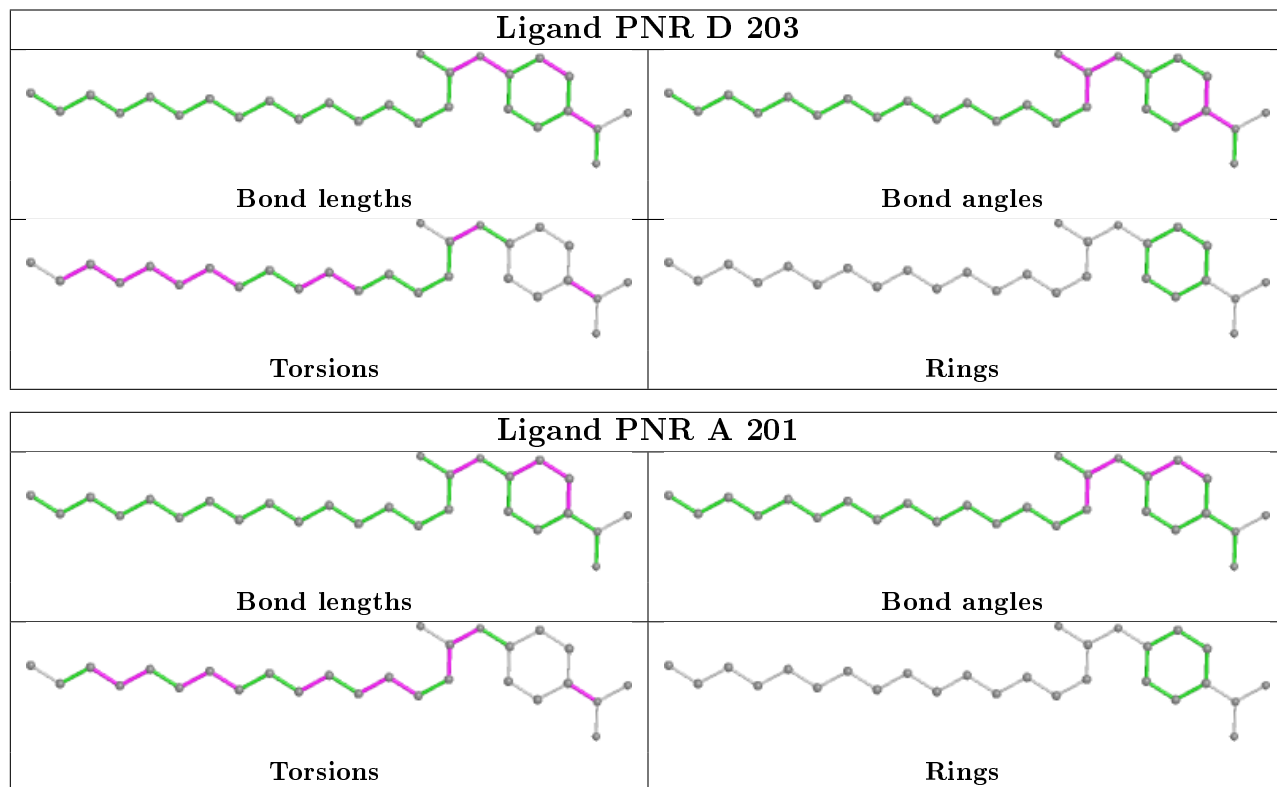 Ligand PNR D 203
Bond lengths
Bond angles
Torsions
Rings
Ligand PNR A 201
Bond lengths
Bond angles
Torsions
Rings